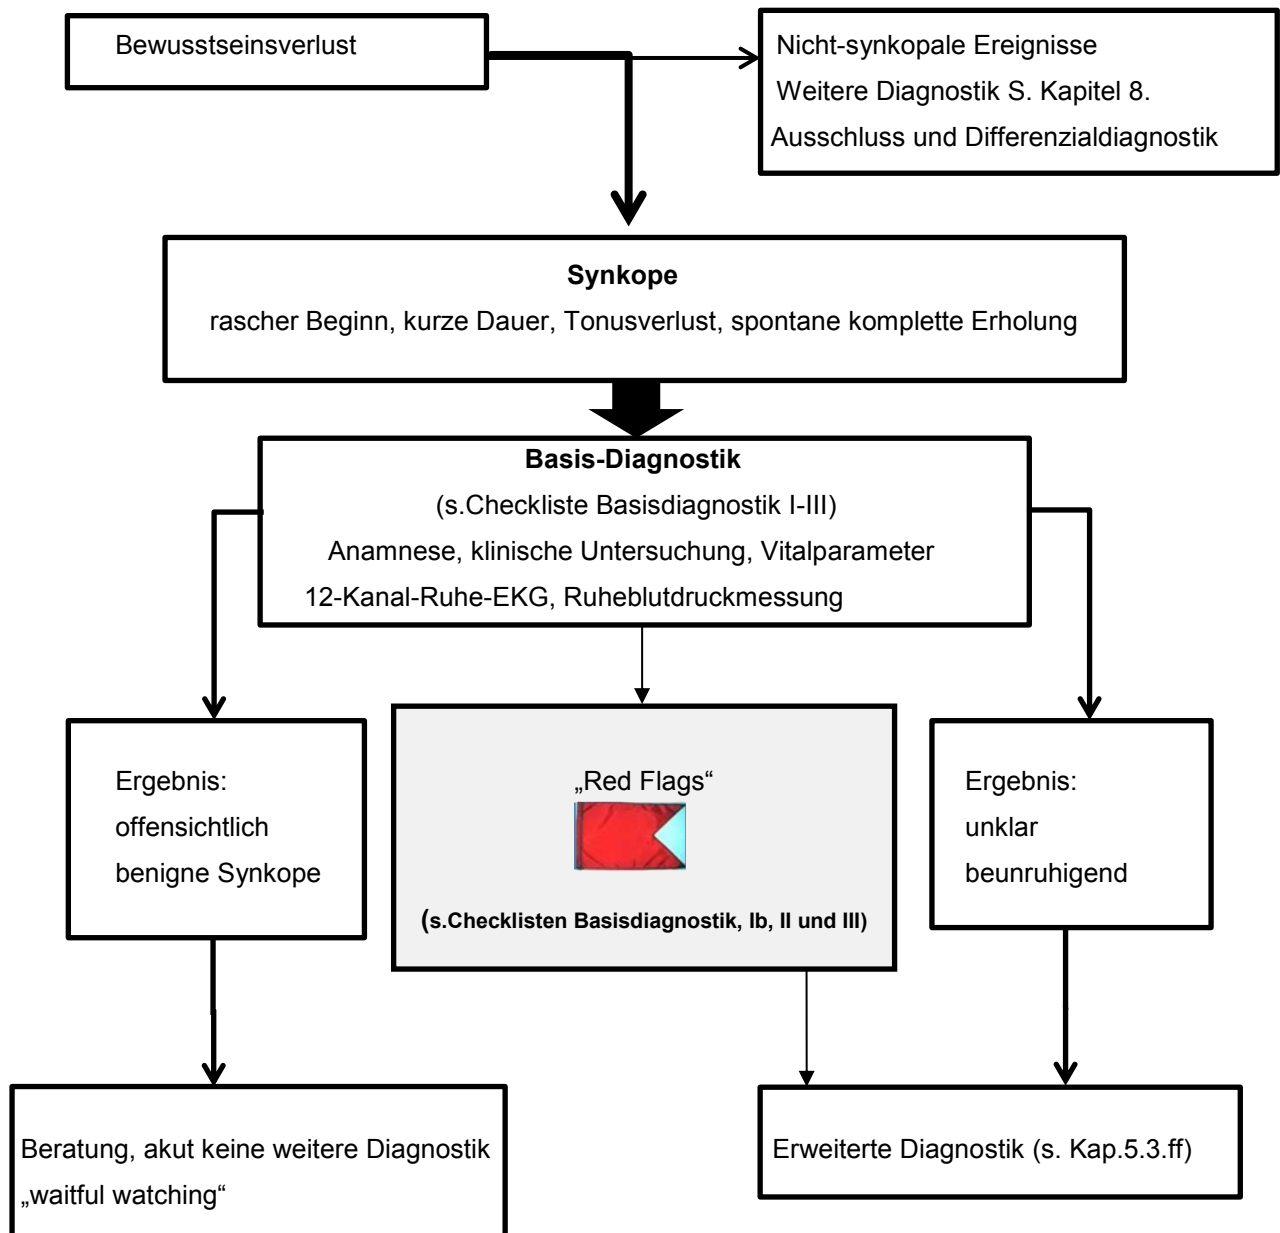 Bewusstseinsverlust
Nicht-synkopale Ereignisse
Weitere Diagnostik S. Kapitel 8.
Ausschluss und Differenzialdiagnostik
Synkope
rascher Beginn, kurze Dauer, Tonusverlust, spontane komplette Erholung
Basis-Diagnostik
(s.Checkliste Basisdiagnostik I-III)
Anamnese, klinische Untersuchung, Vitalparameter
12-Kanal-Ruhe-EKG, Ruheblutdruckmessung
Ergebnis:
offensichtlich
benigne Synkope
„Red Flags“
(s.Checklisten Basisdiagnostik, Ib, II und III)
Ergebnis:
unklar
beunruhigend
Beratung, akut keine weitere Diagnostik
„waitful watching“
Erweiterte Diagnostik (s. Kap.5.3.ff)